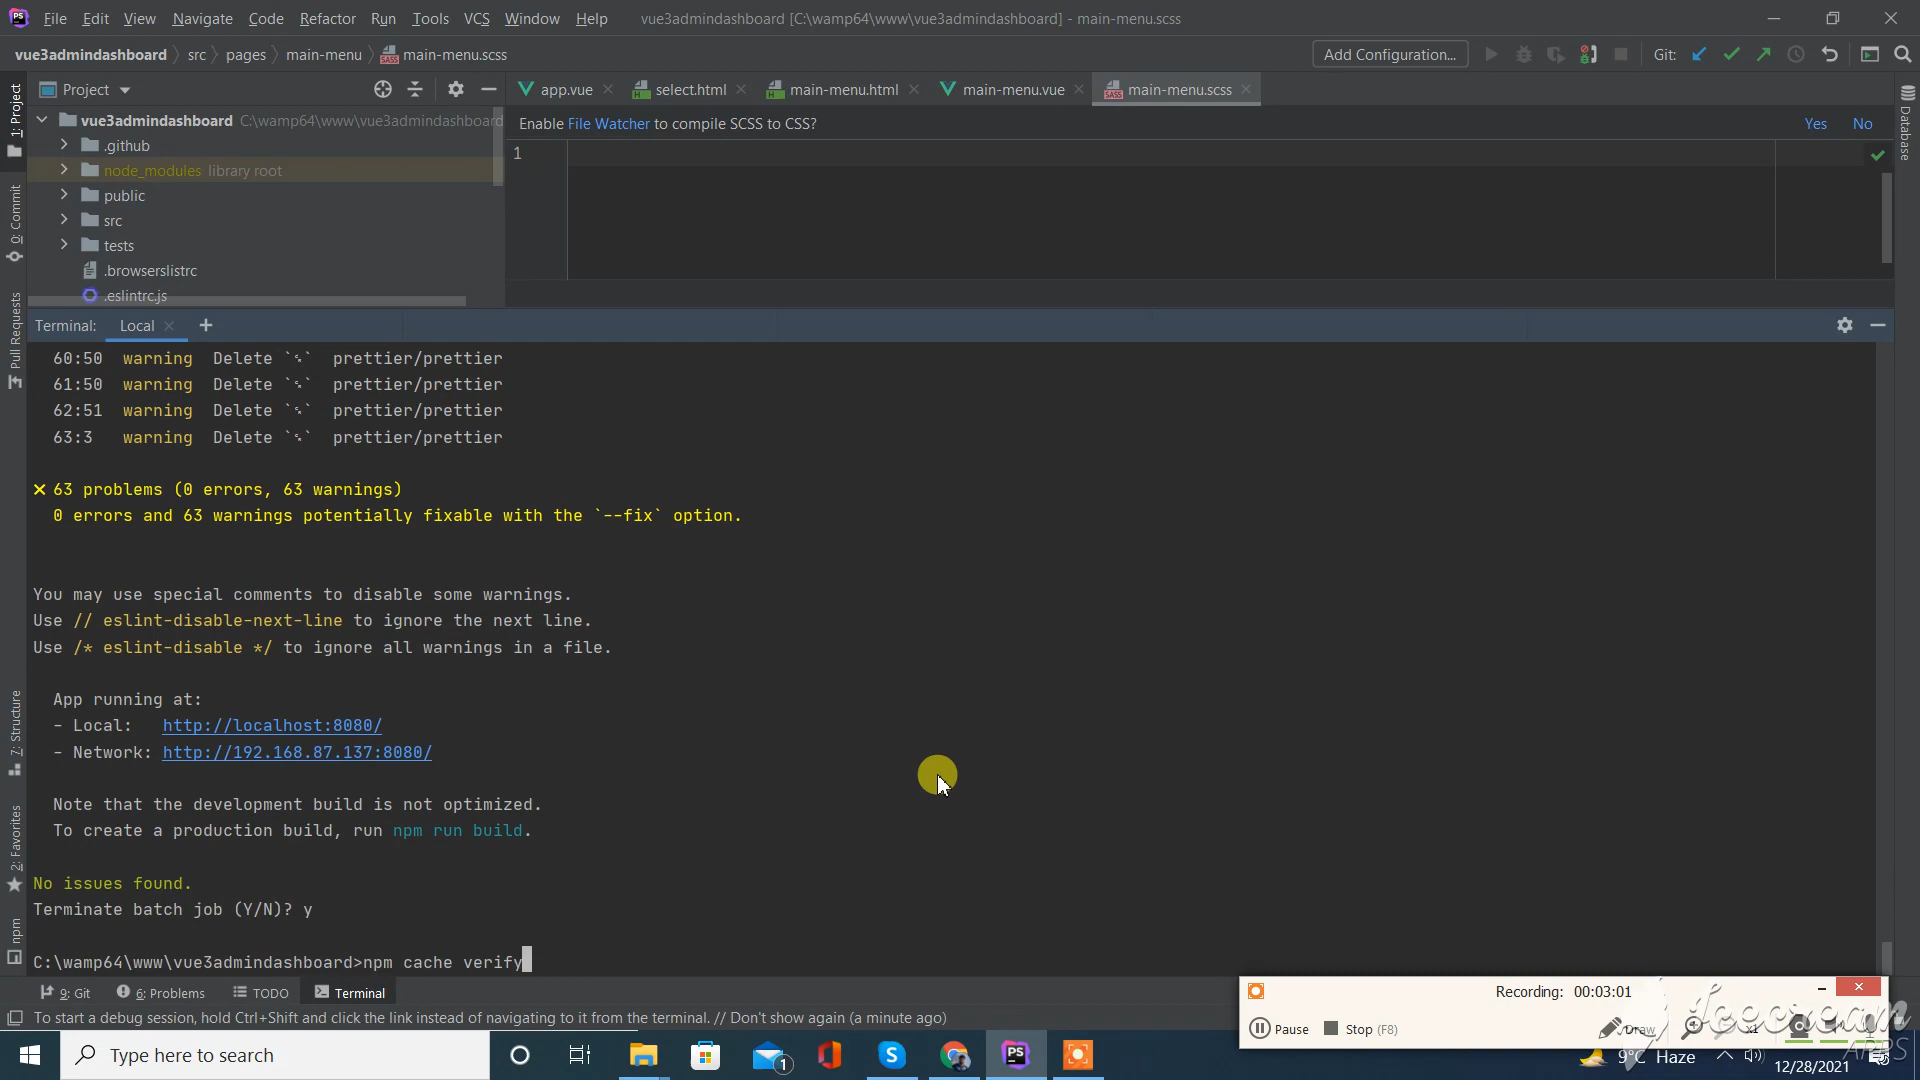 File Edit View Navigate Code Refactor Run Tools VCS Window Help vue3admindashboard [C:\wamp64\www\vue3admindashboard] - main-menu.scss
vue3admindashboard src pages main-menu main-menu.scss Add Configuration... Git:
Project app.vue select.html main-menu.html main-menu.vue main-menu.scss
1: Project
0: Commit
Pull Requests
7: Structure
2: Favorites
npm
Database
vue3admindashboard C:\wamp64\www\vue3admindashboard
.github
node_modules library root
public
src
tests
.browserslistrc
.eslintrc.js
Enable File Watcher to compile SCSS to CSS? Yes No
1
Terminal: Local
60:50 warning Delete `␍` prettier/prettier
61:50 warning Delete `␍` prettier/prettier
62:51 warning Delete `␍` prettier/prettier
63:3 warning Delete `␍` prettier/prettier
✕ 63 problems (0 errors, 63 warnings)
0 errors and 63 warnings potentially fixable with the `--fix` option.
You may use special comments to disable some warnings.
Use // eslint-disable-next-line to ignore the next line.
Use /* eslint-disable */ to ignore all warnings in a file.
App running at:
- Local: http://localhost:8080/
- Network: http://192.168.87.137:8080/
Note that the development build is not optimized.
To create a production build, run npm run build.
No issues found.
Terminate batch job (Y/N)? y
C:\wamp64\www\vue3admindashboard>npm cache verify
9: Git 6: Problems TODO Terminal
To start a debug session, hold Ctrl+Shift and click the link instead of navigating to it from the terminal. // Don't show again (a minute ago)
Recording: 00:03:01
Pause Stop (F8) Draw x1
Icecream
APPS
Type here to search
1
PS
9°C Haze
12/28/2021